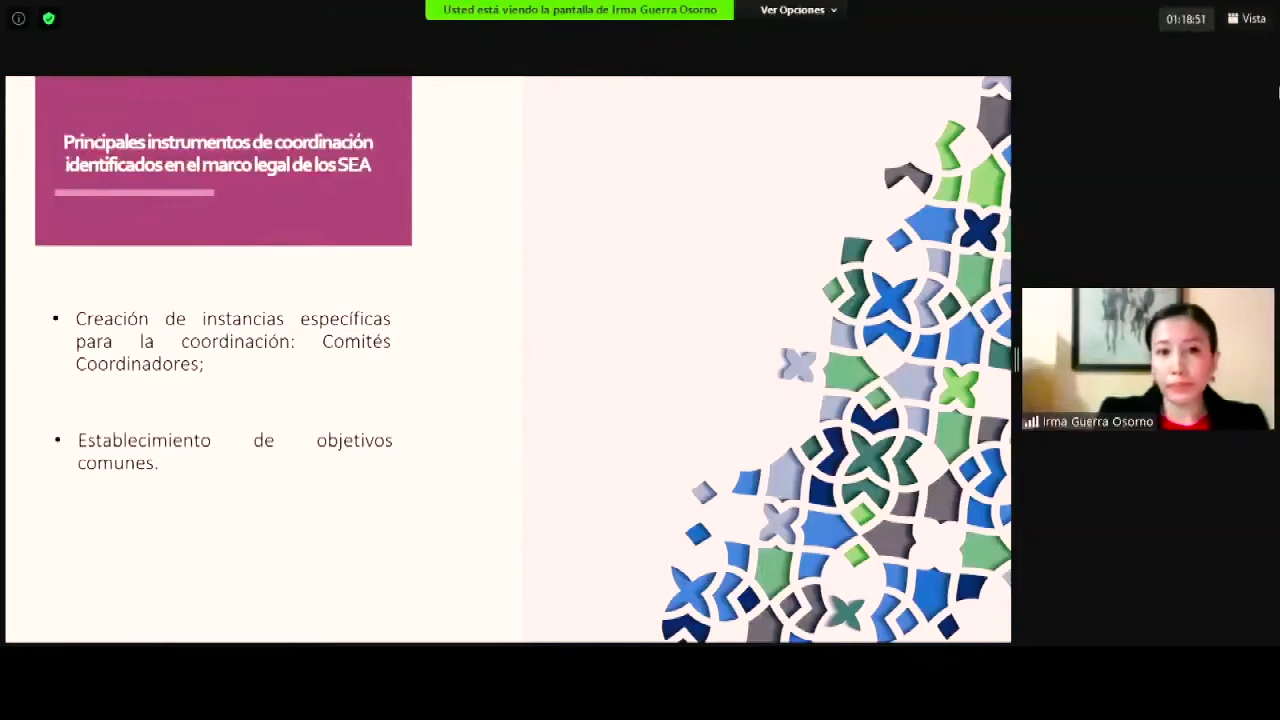 Usted está viendo la pantalla de Irma Guerra Osorno
Ver Opciones
01:18:51
Vista
Principales instrumentos de coordinación
identificados en el marco legal de los SEA
• Creación de instancias específicas
para la coordinación: Comités
Coordinadores;
• Establecimiento de objetivos
comunes.
Irma Guerra Osorno